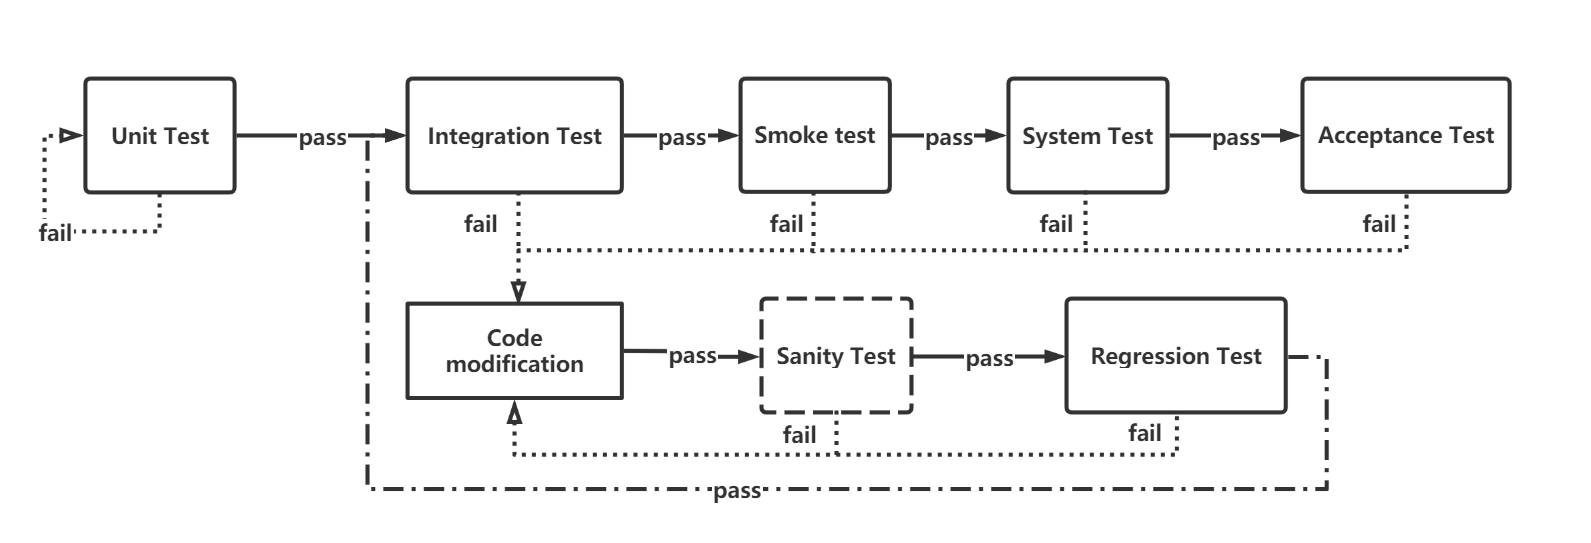 Unit Test
pass
Integration Test
pass
Smoke test
pass
System Test
pass
Acceptance Test
fail
fail
fail
fail
fail
Code
modification
pass
Sanity Test
pass
Regression Test
fail
fail
pass